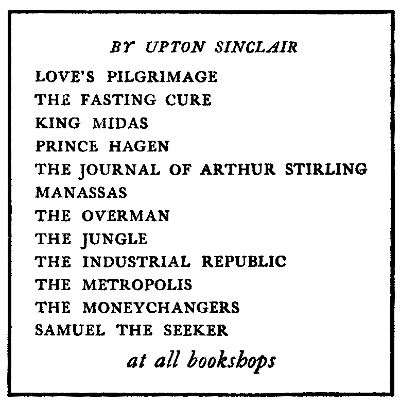 BY UPTON SINCLAIR
LOVE'S PILGRIMAGE
THE FASTING CURE
KING MIDAS
PRINCE HAGEN
THE JOURNAL OF ARTHUR STIRLING
MANASSAS
THE OVERMAN
THE JUNGLE
THE INDUSTRIAL REPUBLIC
THE METROPOLIS
THE MONEYCHANGERS
SAMUEL THE SEEKER
at all bookshops